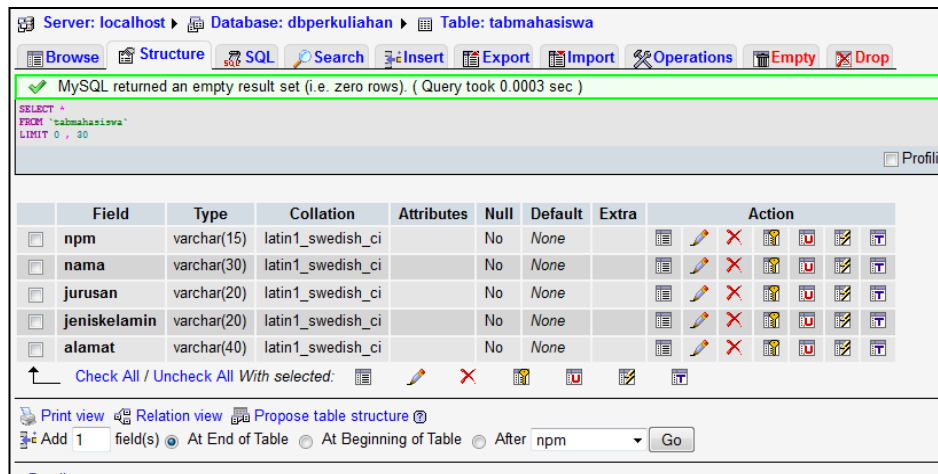 Server: localhost ▸ Database: dbperkuliahan ▸ Table: tabmahasiswa
Browse Structure SQL Search Insert Export Import Operations Empty Drop
MySQL returned an empty result set (i.e. zero rows). ( Query took 0.0003 sec )
SELECT *
FROM `tabmahasiswa`
LIMIT 0 , 30
Field Type Collation Attributes Null Default Extra Action
npm varchar(15) latin1_swedish_ci No None
nama varchar(30) latin1_swedish_ci No None
jurusan varchar(20) latin1_swedish_ci No None
jeniskelamin varchar(20) latin1_swedish_ci No None
alamat varchar(40) latin1_swedish_ci No None
Check All / Uncheck All With selected:
Print view Relation view Propose table structure
Add 1 field(s) At End of Table At Beginning of Table After npm Go